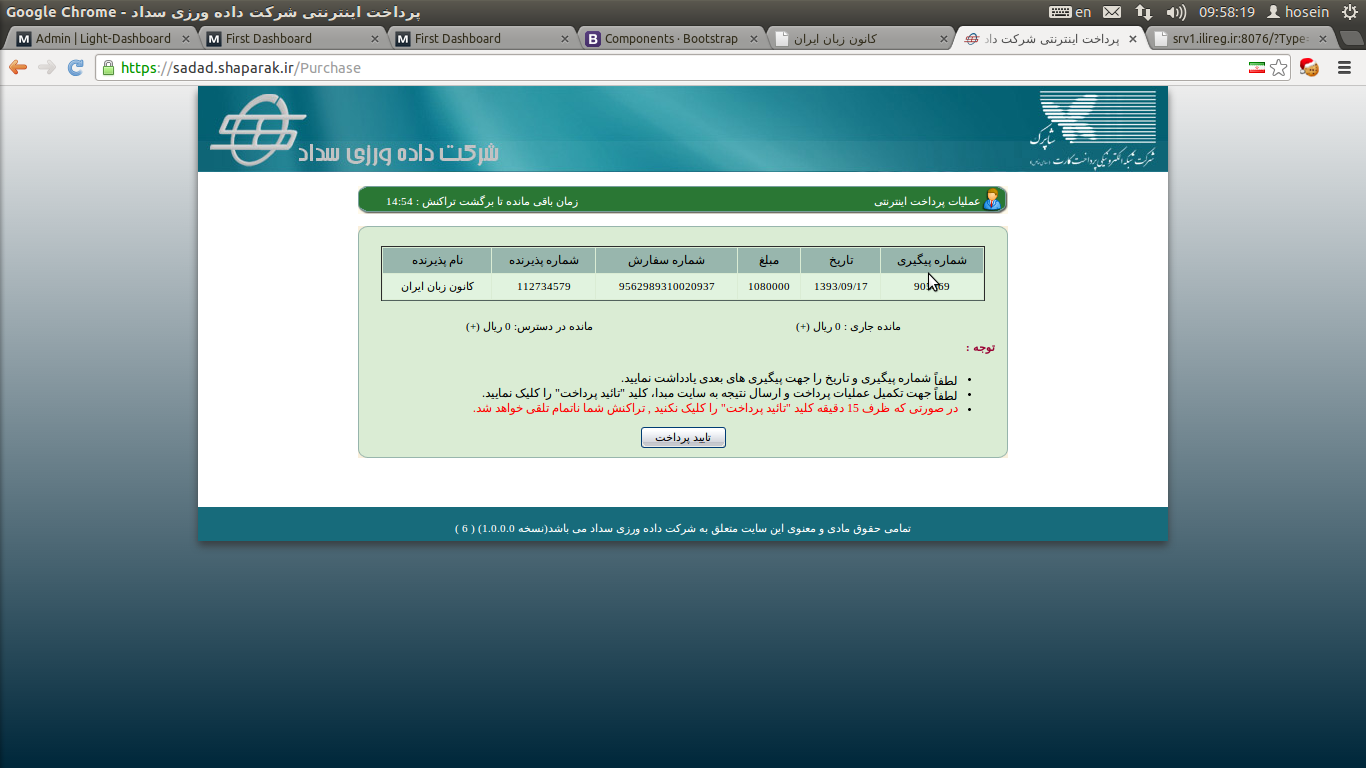 پرداخت اینترنتی شرکت داده ورزی سداد - Google Chrome
en
09:58:19
hosein
Admin | Light-Dashboard
First Dashboard
First Dashboard
Components · Bootstrap
کانون زبان ایران
پرداخت اینترنتی شرکت داد
srv1.ilireg.ir:8076/?Type=
https://sadad.shaparak.ir/Purchase
شرکت داده ورزی سداد
شاپرک
شرکت شبکه الکترونیکی پرداخت کارت
عملیات پرداخت اینترنتی
زمان باقی مانده تا برگشت تراکنش : 14:54
شماره پیگیری تاریخ مبلغ شماره سفارش شماره پذیرنده نام پذیرنده
1393/09/17 1080000 9562989310020937 112734579 کانون زبان ایران
مانده جاری : 0 ریال (+)
مانده در دسترس: 0 ریال (+)
توجه :
لطفاً شماره پیگیری و تاریخ را جهت پیگیری های بعدی یادداشت نمایید.
لطفاً جهت تکمیل عملیات پرداخت و ارسال نتیجه به سایت مبدا، کلید "تائید پرداخت" را کلیک نمایید.
در صورتی که ظرف 15 دقیقه کلید "تائید پرداخت" را کلیک نکنید , تراکنش شما ناتمام تلقی خواهد شد.
تایید پرداخت
تمامی حقوق مادی و معنوی این سایت متعلق به شرکت داده ورزی سداد می باشد(نسخه 1.0.0.0) ( 6 )